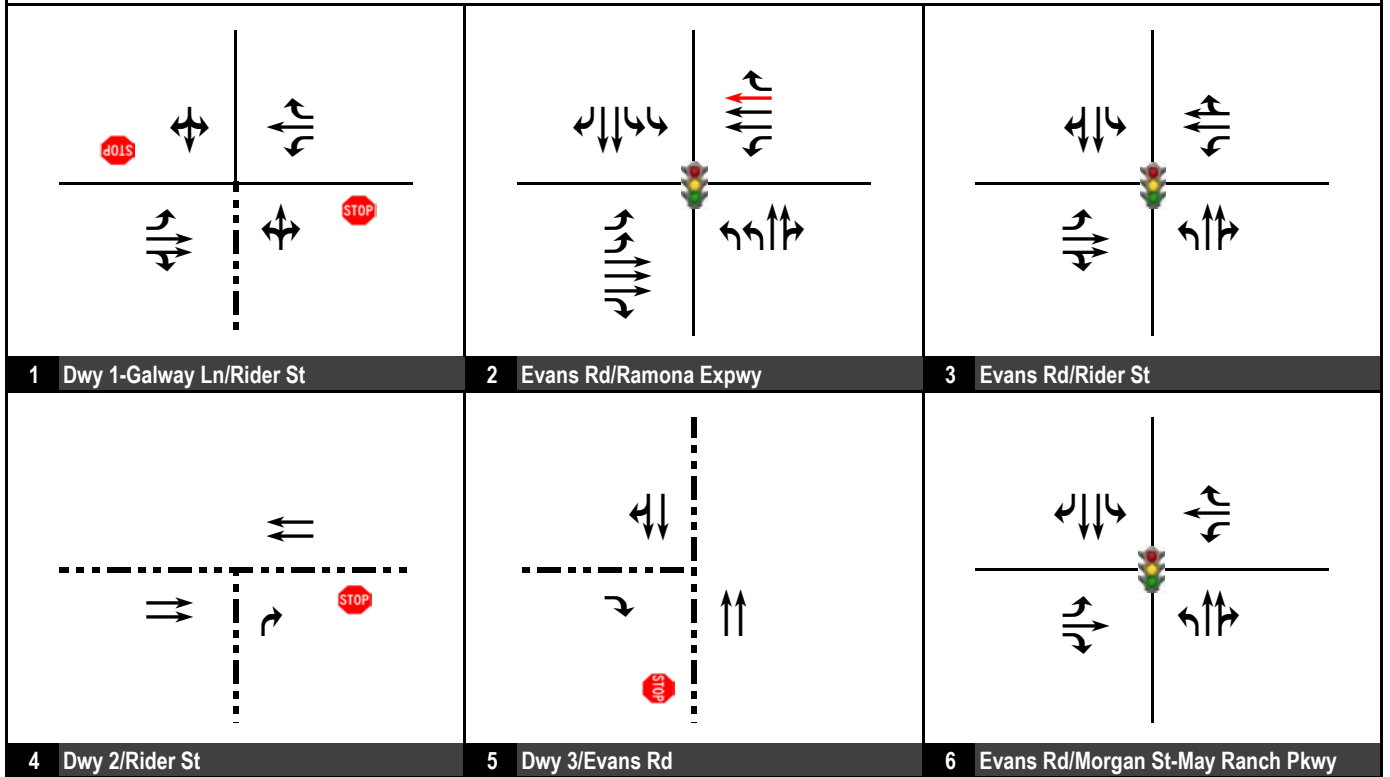 STOP
STOP
1 Dwy 1-Galway Ln/Rider St
2 Evans Rd/Ramona Expwy
3 Evans Rd/Rider St
STOP
STOP
4 Dwy 2/Rider St
5 Dwy 3/Evans Rd
6 Evans Rd/Morgan St-May Ranch Pkwy